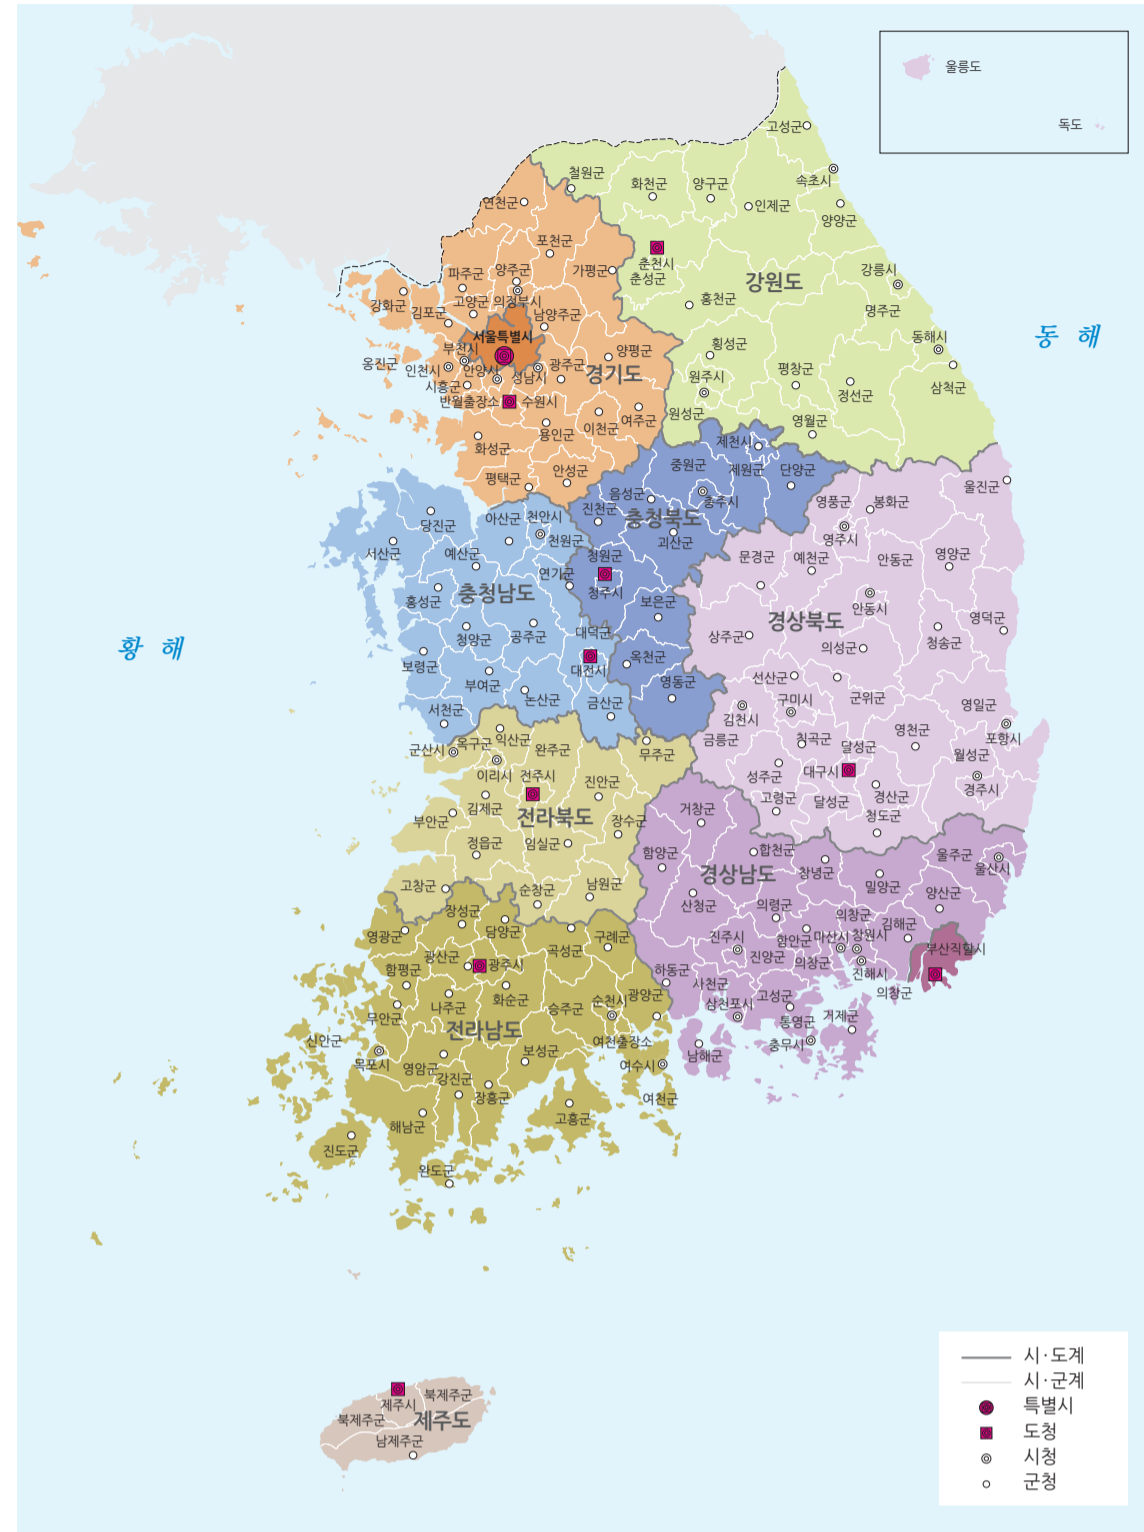 울릉도
독도
고성군
속초시
철원군
화천군
양구군
인제군
양양군
연천군
포천군
춘천시
춘성군
강원도
강릉시
가평군
파주군
양주군
홍천군
명주군
강화군
김포군
고양군
의정부시
남양주군
동해시
동 해
서울특별시
부천시
양평군
횡성군
옹진군
인천시
안양시
성남시
광주군
경기도
원주시
평창군
정선군
삼척군
시흥군
반월출장소
수원시
원성군
영월군
화성군
용인군
이천군
여주군
제천시
평택군
안성군
중원군
제원군
단양군
울진군
당진군
아산군
천안시
진천군
음성군
충주시
영풍군
봉화군
천원군
충청북도
괴산군
영주시
서산군
예산군
연기군
청원군
청주시
문경군
예천군
안동군
영양군
홍성군
충청남도
보은군
경상북도
안동시
영덕군
황 해
청양군
공주군
대덕군
상주군
의성군
청송군
보령군
대전시
옥천군
부여군
논산군
금산군
영동군
선산군
구미시
군위군
영일군
서천군
김천시
영천군
포항시
군산시
옥구군
익산군
완주군
무주군
금릉군
칠곡군
달성군
월성군
이리시
전주시
진안군
성주군
대구시
경주시
부안군
김제군
전라북도
장수군
거창군
고령군
달성군
경산군
청도군
정읍군
임실군
함양군
경상남도
합천군
창녕군
밀양군
울주군
울산시
고창군
순창군
남원군
산청군
의령군
의창군
양산군
영광군
장성군
담양군
곡성군
구례군
진주시
진양군
함안군
마산시
창원시
김해군
부산직할시
함평군
광산군
광주시
하동군
사천군
의창군
진해시
의창군
무안군
나주군
화순군
승주군
순천시
광양군
삼천포시
고성군
통영군
거제군
신안군
전라남도
여천출장소
충무시
목포시
영암군
강진군
보성군
여수시
남해군
장흥군
여천군
해남군
고흥군
진도군
완도군
제주시
북제주군
북제주군
제주도
남제주군
시·도계
시·군계
특별시
도청
시청
군청